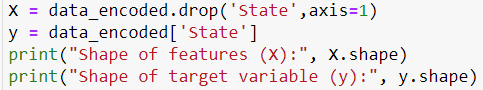 X = data_encoded.drop('State',axis=1)
y = data_encoded['State']
print("Shape of features (X):", X.shape)
print("Shape of target variable (y):", y.shape)